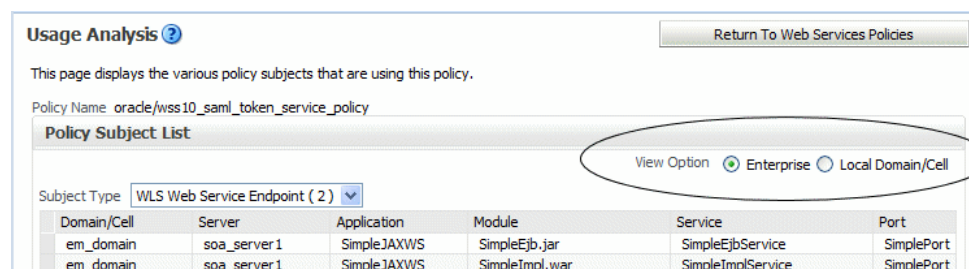 Usage Analysis ?
Return To Web Services Policies
This page displays the various policy subjects that are using this policy.
Policy Name oracle/wss10_saml_token_service_policy
Policy Subject List
View Option Enterprise Local Domain/Cell
Subject Type WLS Web Service Endpoint ( 2 )
Domain/Cell Server Application Module Service Port
em_domain soa_server1 SimpleJAXWS SimpleEjb.jar SimpleEjbService SimplePort
em_domain soa_server1 SimpleJAXWS SimpleImpl.war SimpleImplService SimplePort